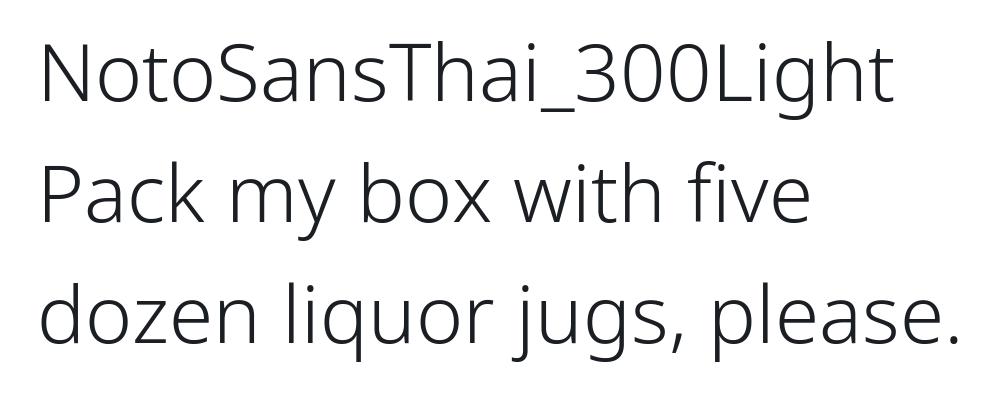 NotoSansThai_300Light
Pack my box with five
dozen liquor jugs, please.